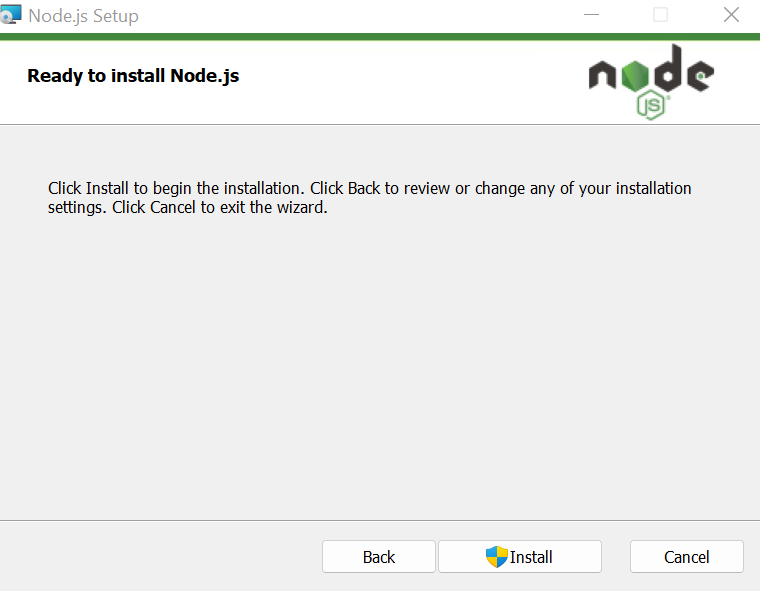 Node.js Setup
Ready to install Node.js
node
JS
Click Install to begin the installation. Click Back to review or change any of your installation
settings. Click Cancel to exit the wizard.
Back
Install
Cancel